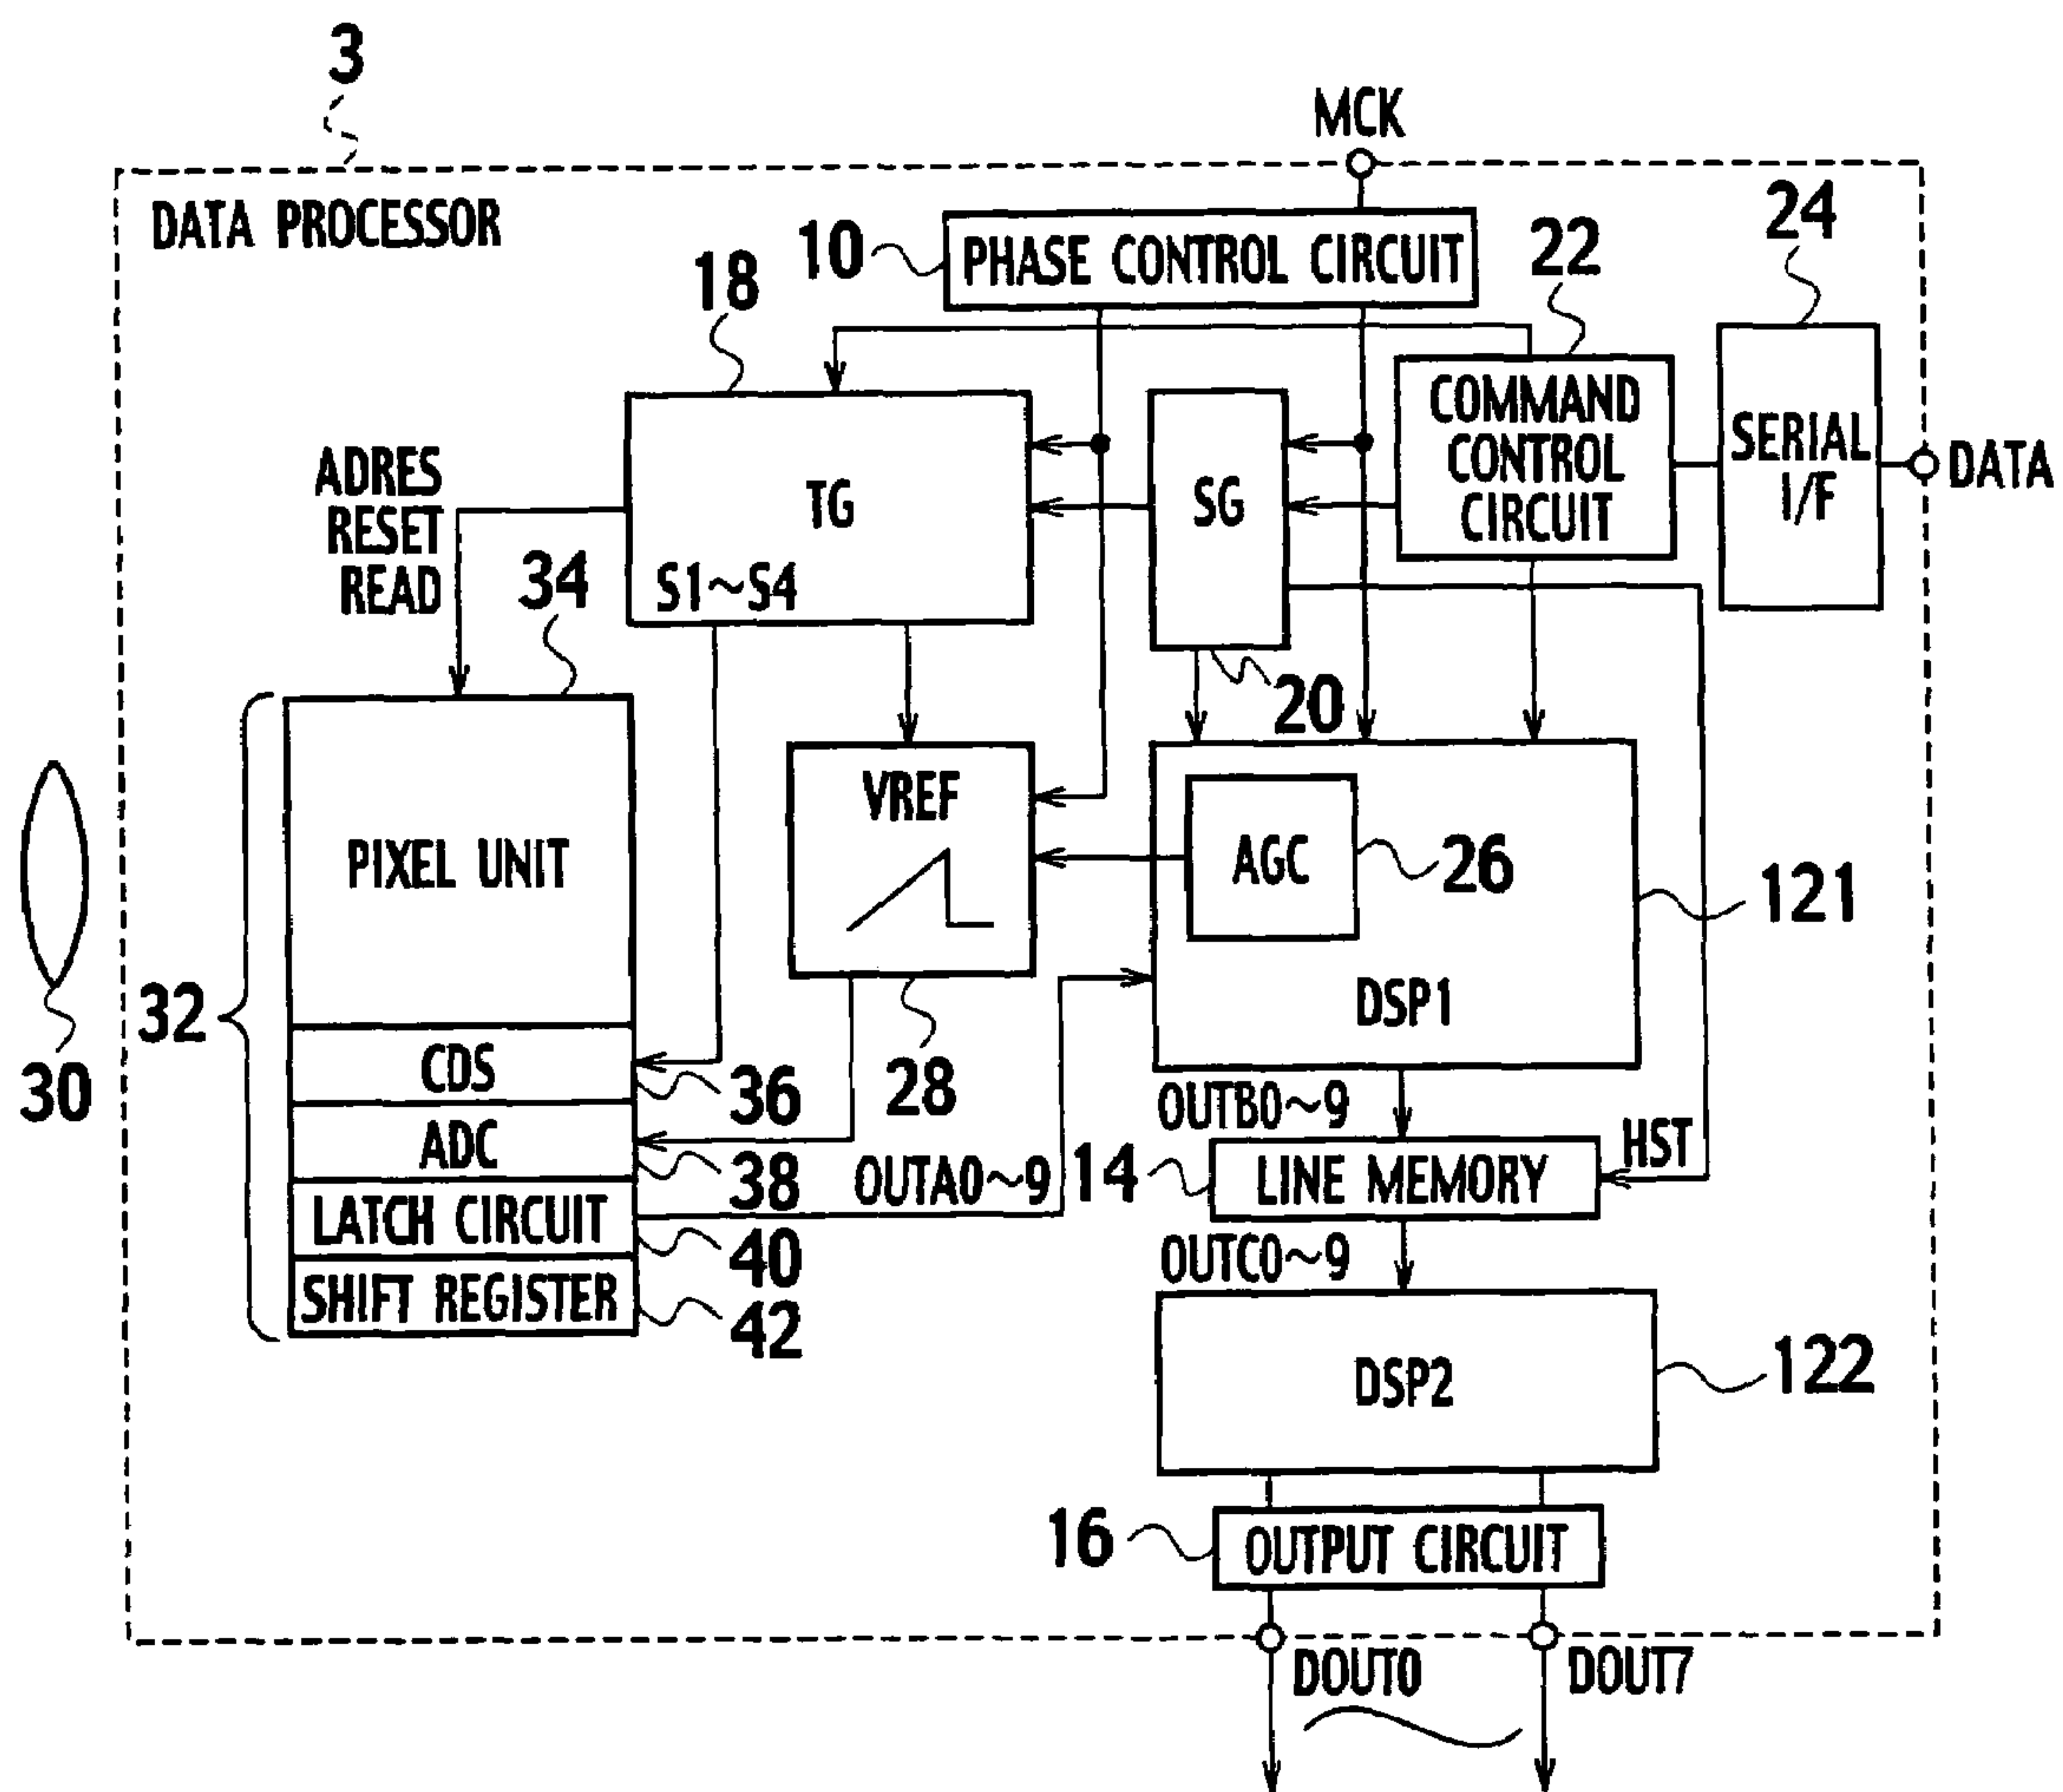 3
MCK
DATA PROCESSOR
10
PHASE CONTROL CIRCUIT
22
24
18
COMMAND
CONTROL
CIRCUIT
SERIAL
I/F
DATA
ADRES
RESET
READ
TG
SG
S1~S4
34
20
VREF
AGC
26
121
PIXEL UNIT
DSP1
32
30
28
CDS
36
ADC
38
OUTA0~9
OUTB0~9
HST
14
LINE MEMORY
LATCH CIRCUIT
40
OUTC0~9
SHIFT REGISTER
42
DSP2
122
16
OUTPUT CIRCUIT
DOUT0
DOUT7